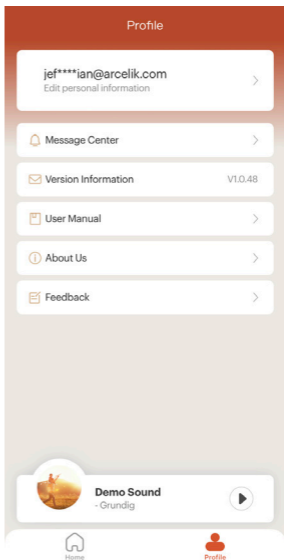 Profile
jef****ian@arcelik.com
Edit personal information
Message Center
Version Information V1.0.48
User Manual
About Us
Feedback
Demo Sound
- Grundig
Home
Profile